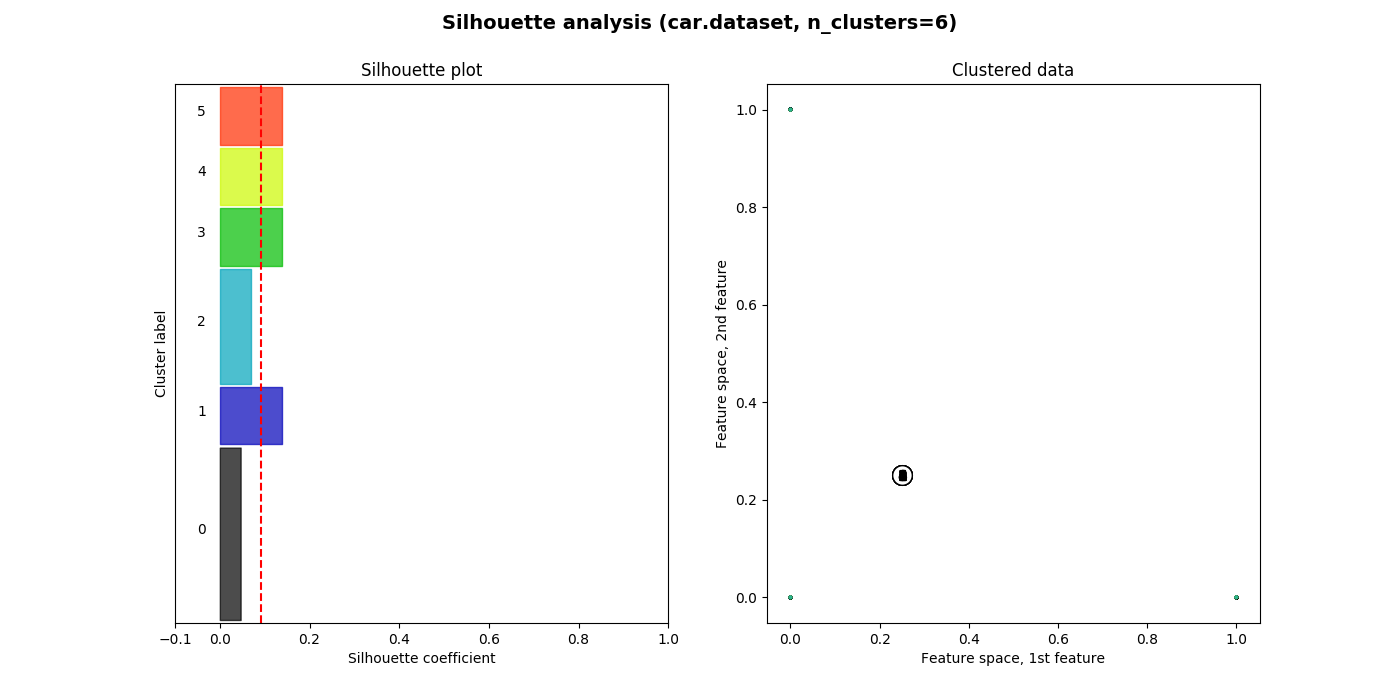 Silhouette analysis (car.dataset, n_clusters=6)
Silhouette plot
5
4
3
2
1
0
Cluster label
−0.1 0.0 0.2 0.4 0.6 0.8 1.0
Silhouette coefficient
Clustered data
1.0
0.8
0.6
0.4
0.2
0.0
Feature space, 2nd feature
0.0 0.2 0.4 0.6 0.8 1.0
Feature space, 1st feature